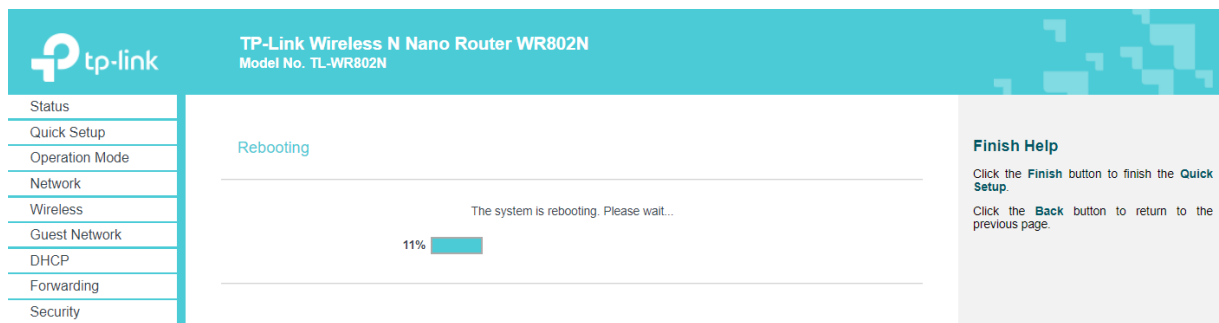 tp-link
TP-Link Wireless N Nano Router WR802N
Model No. TL-WR802N
Status
Quick Setup
Operation Mode
Network
Wireless
Guest Network
DHCP
Forwarding
Security
Rebooting
The system is rebooting. Please wait...
11%
Finish Help
Click the Finish button to finish the Quick
Setup.
Click the Back button to return to the
previous page.